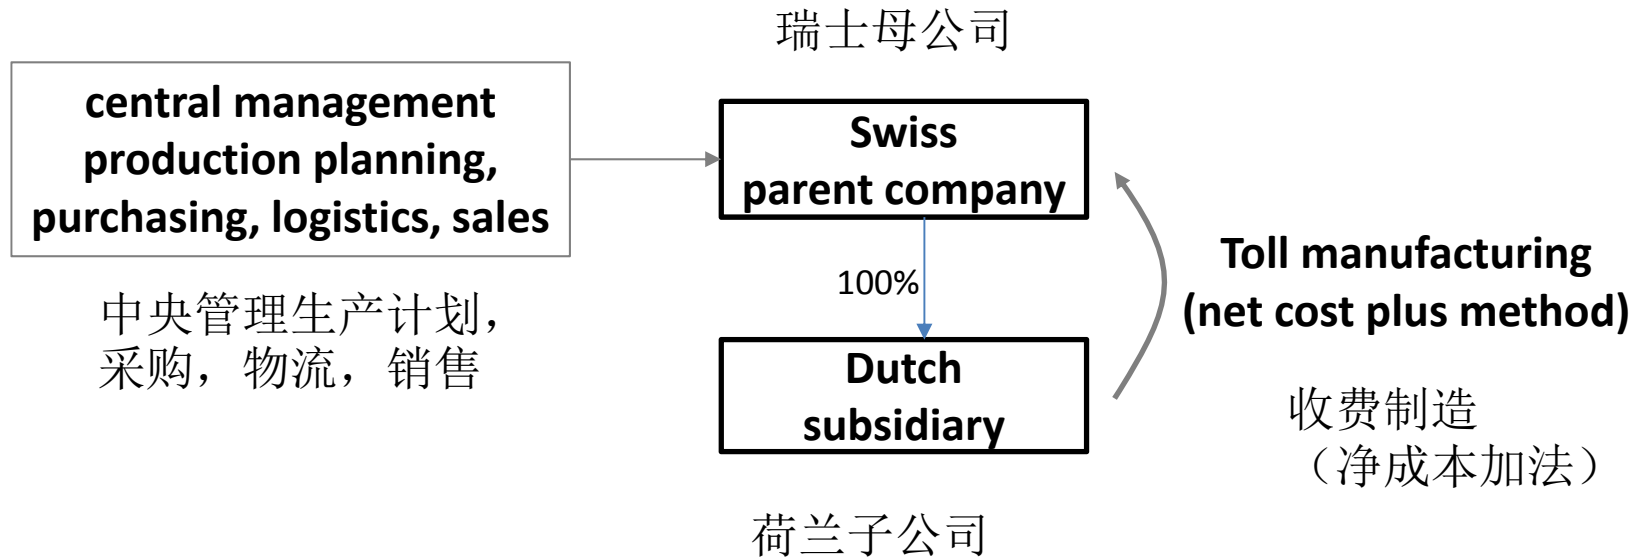 瑞士母公司
central management
production planning,
purchasing, logistics, sales
Swiss
parent company
100%
Toll manufacturing
(net cost plus method)
中央管理生产计划，
采购，物流，销售
Dutch
subsidiary
收费制造
（净成本加法）
荷兰子公司